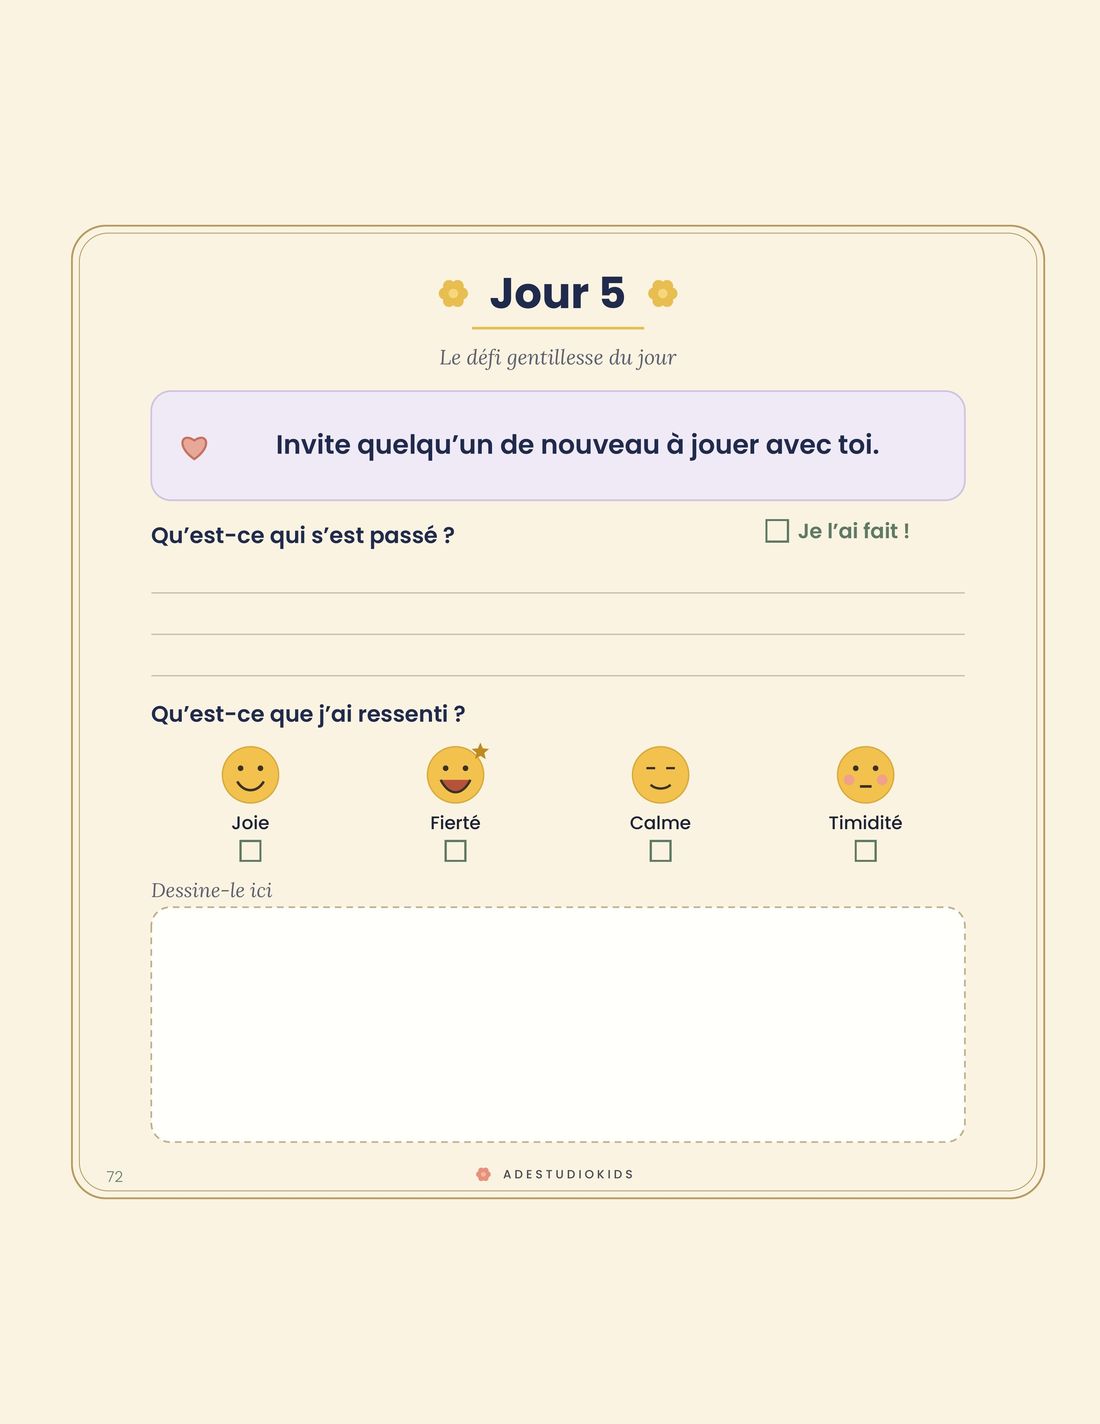 Jour 5
Le défi gentillesse du jour
Invite quelqu’un de nouveau à jouer avec toi.
Qu’est-ce qui s’est passé ?
Je l’ai fait !
Qu’est-ce que j’ai ressenti ?
Joie
Fierté
Calme
Timidité
Dessine-le ici
72
ADESTUDIOKIDS